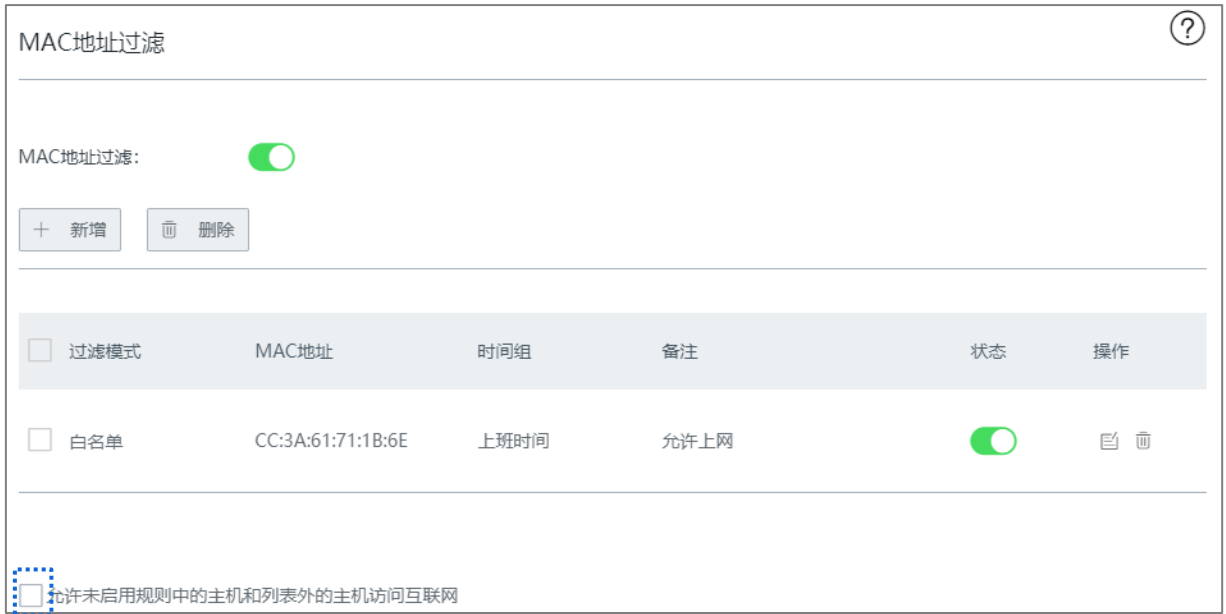 MAC地址过滤
?
MAC地址过滤：
新增 删除
过滤模式 MAC地址 时间组 备注 状态 操作
白名单 CC:3A:61:71:1B:6E 上班时间 允许上网
允许未启用规则中的主机和列表外的主机访问互联网